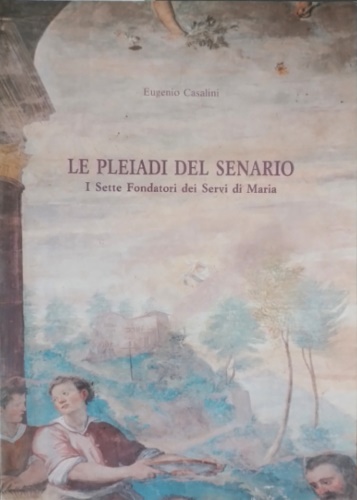 Eugenio Casalini
LE PLEIADI DEL SENARIO
I Sette Fondatori dei Servi di Maria